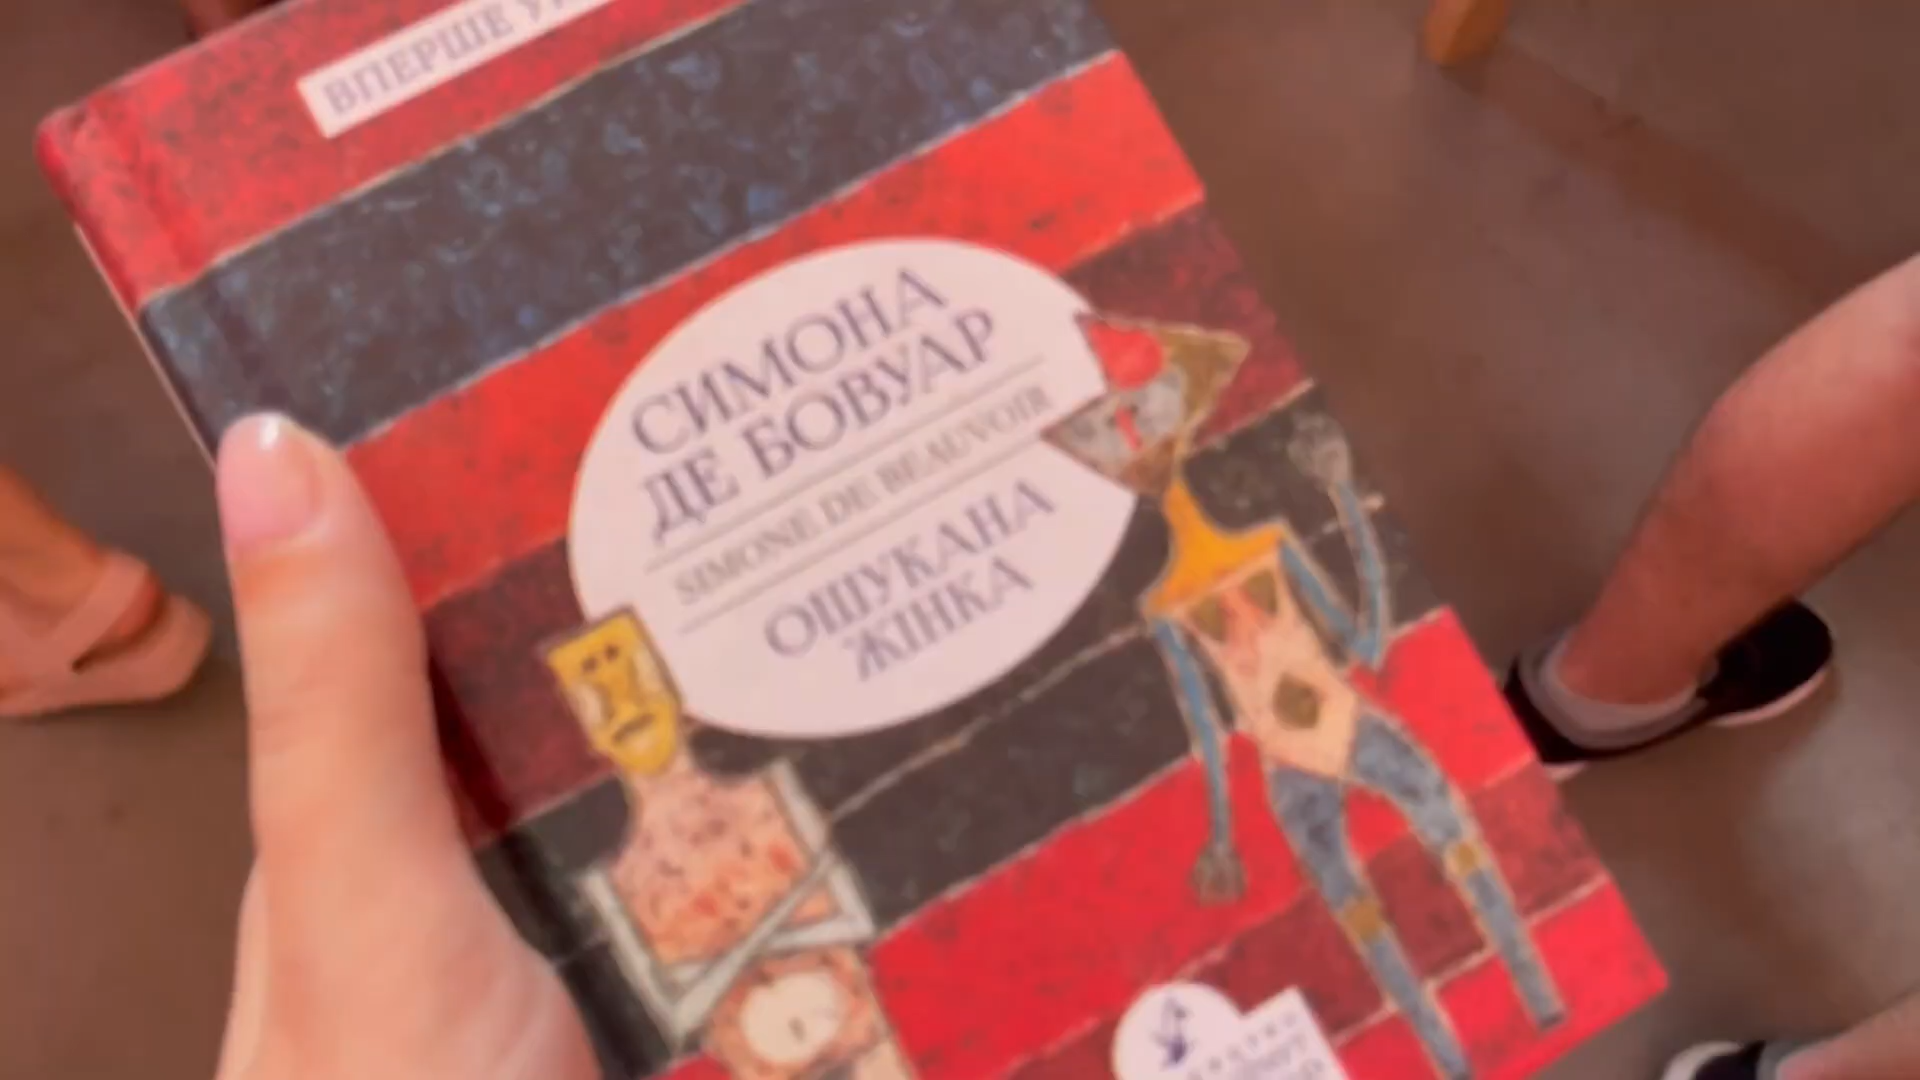 ВПЕРШЕ
СИМОНА
ДЕ БОВУАР
SIMONE DE BEAUVOIR
ОШУКАНА
ЖІНКА